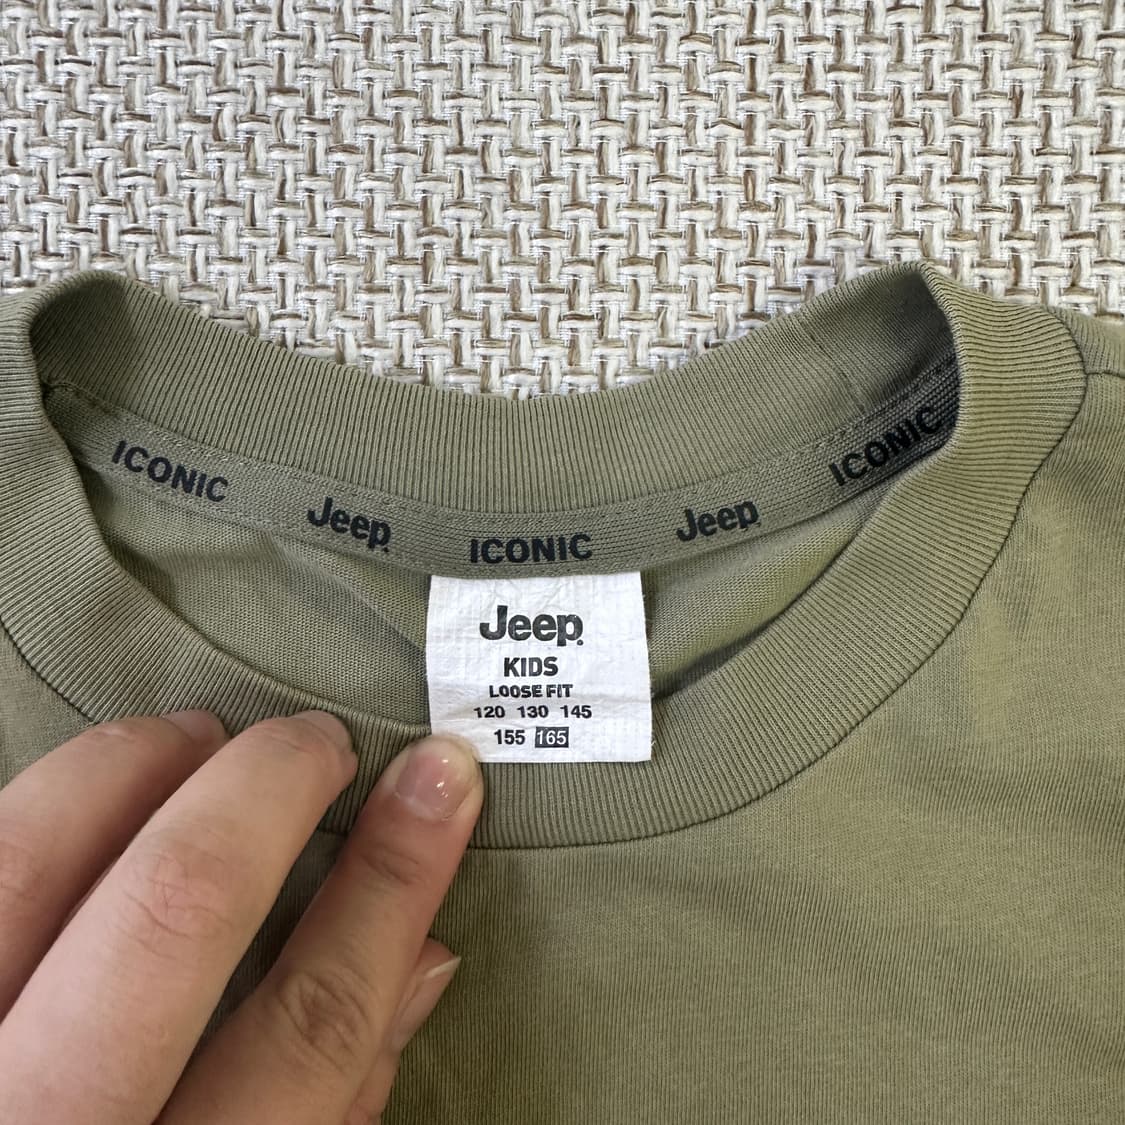 ICONIC Jeep ICONIC Jeep ICONIC
Jeep
KIDS
LOOSE FIT
120 130 145
155 165